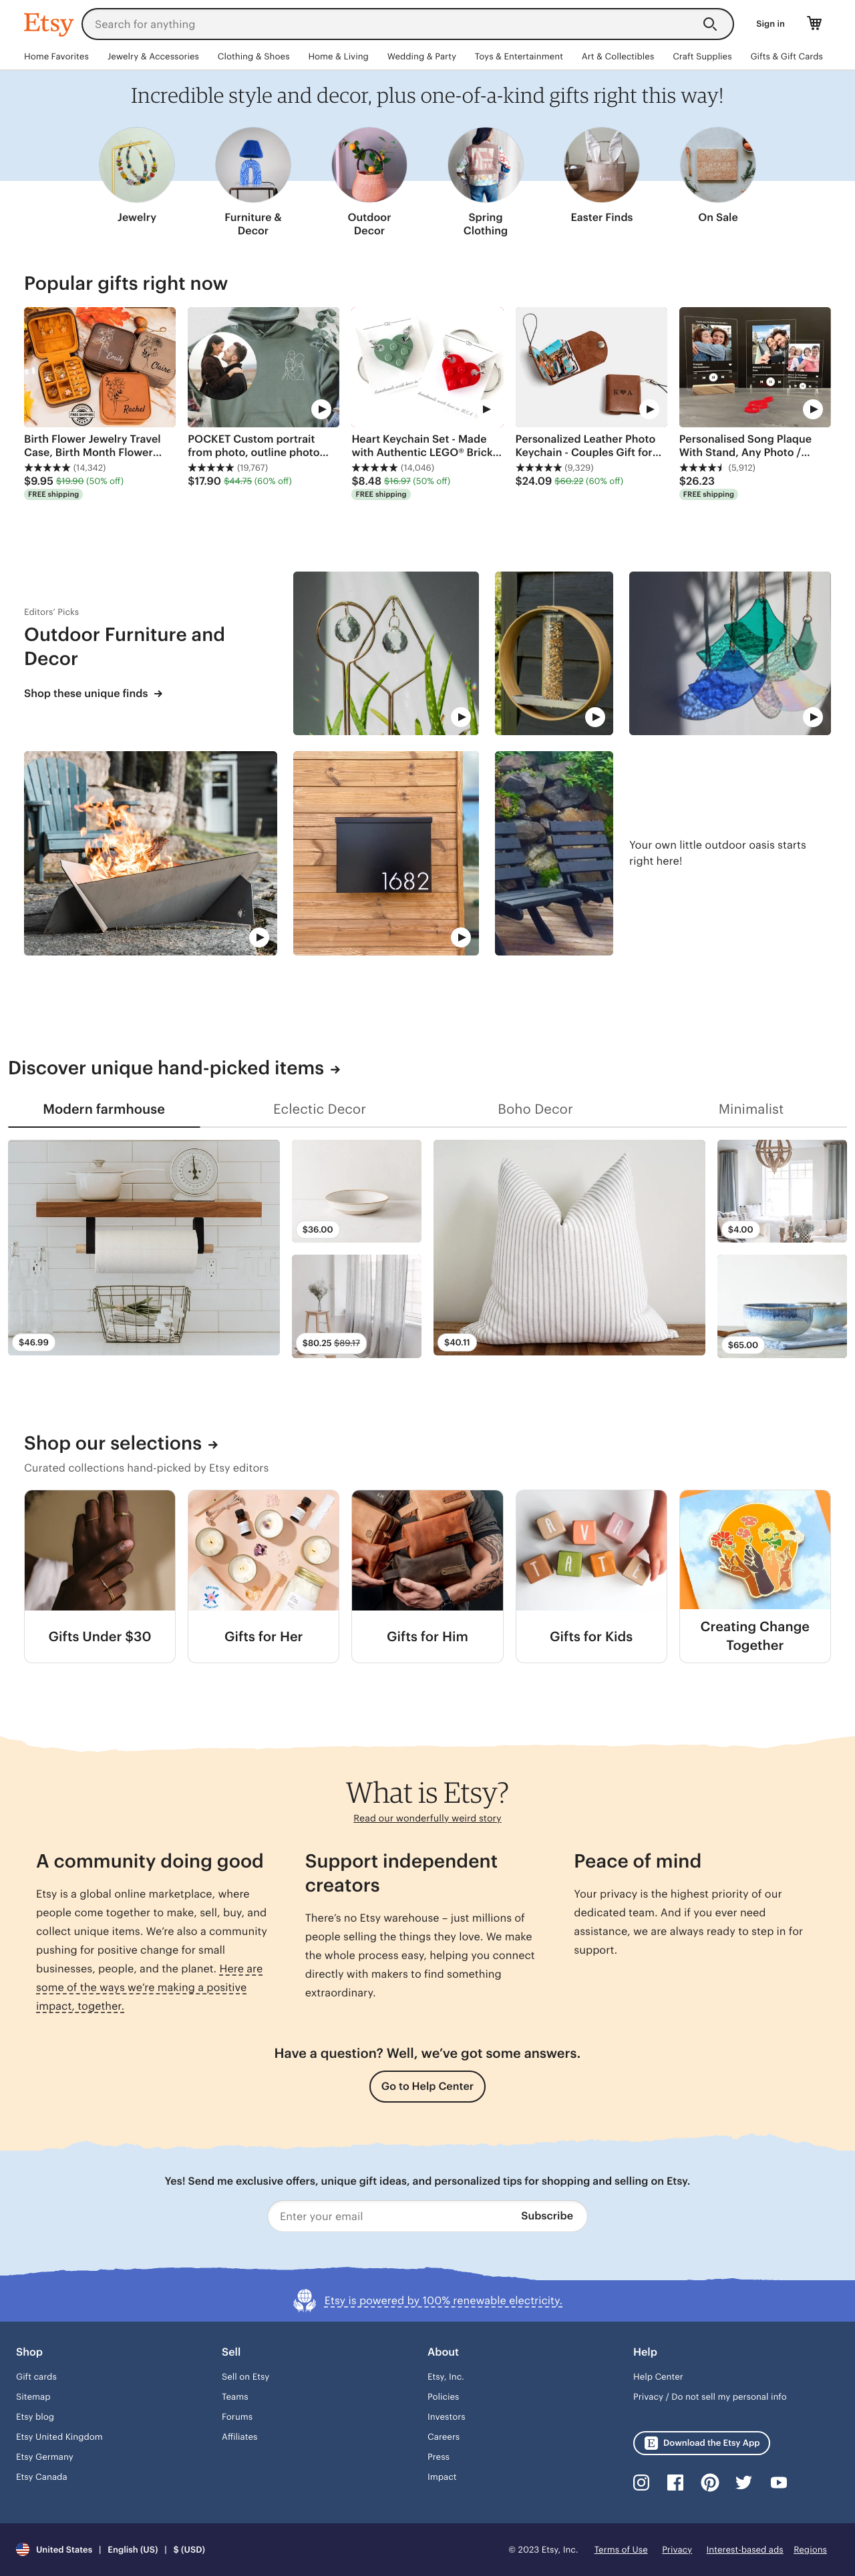 Etsy
Search for anything
Sign in
Home Favorites
Jewelry & Accessories
Clothing & Shoes
Home & Living
Wedding & Party
Toys & Entertainment
Art & Collectibles
Craft Supplies
Gifts & Gift Cards
Incredible style and decor, plus one-of-a-kind gifts right this way!
Jewelry
Furniture &
Decor
Outdoor
Decor
Spring
Clothing
Easter Finds
On Sale
Popular gifts right now
Emily
Claire
Rachel
FREE SHIPPING
Birth Flower Jewelry Travel
Case, Birth Month Flower...
(14,342)
$9.95 $19.90 (50% off)
FREE shipping
POCKET Custom portrait
from photo, outline photo...
(19,767)
$17.90 $44.75 (60% off)
Heart Keychain Set - Made
with Authentic LEGO® Brick...
(14,046)
$8.48 $16.97 (50% off)
FREE shipping
Personalized Leather Photo
Keychain - Couples Gift for...
(9,329)
$24.09 $60.22 (60% off)
Personalised Song Plaque
With Stand, Any Photo /...
(5,912)
$26.23
FREE shipping
Editors' Picks
Outdoor Furniture and
Decor
Shop these unique finds →
1682
Your own little outdoor oasis starts
right here!
Discover unique hand-picked items →
Modern farmhouse
Eclectic Decor
Boho Decor
Minimalist
$46.99
$36.00
$80.25 $89.17
$40.11
$4.00
$65.00
Shop our selections →
Curated collections hand-picked by Etsy editors
A V A
T A T E
Gifts Under $30
Gifts for Her
Gifts for Him
Gifts for Kids
Creating Change
Together
What is Etsy?
Read our wonderfully weird story
A community doing good
Etsy is a global online marketplace, where
people come together to make, sell, buy, and
collect unique items. We're also a community
pushing for positive change for small
businesses, people, and the planet. Here are
some of the ways we're making a positive
impact, together.
Support independent
creators
There's no Etsy warehouse – just millions of
people selling the things they love. We make
the whole process easy, helping you connect
directly with makers to find something
extraordinary.
Peace of mind
Your privacy is the highest priority of our
dedicated team. And if you ever need
assistance, we are always ready to step in for
support.
Have a question? Well, we've got some answers.
Go to Help Center
Yes! Send me exclusive offers, unique gift ideas, and personalized tips for shopping and selling on Etsy.
Enter your email
Subscribe
Etsy is powered by 100% renewable electricity.
Shop
Gift cards
Sitemap
Etsy blog
Etsy United Kingdom
Etsy Germany
Etsy Canada
Sell
Sell on Etsy
Teams
Forums
Affiliates
About
Etsy, Inc.
Policies
Investors
Careers
Press
Impact
Help
Help Center
Privacy / Do not sell my personal info
E Download the Etsy App
United States | English (US) | $ (USD)
© 2023 Etsy, Inc.
Terms of Use
Privacy
Interest-based ads
Regions